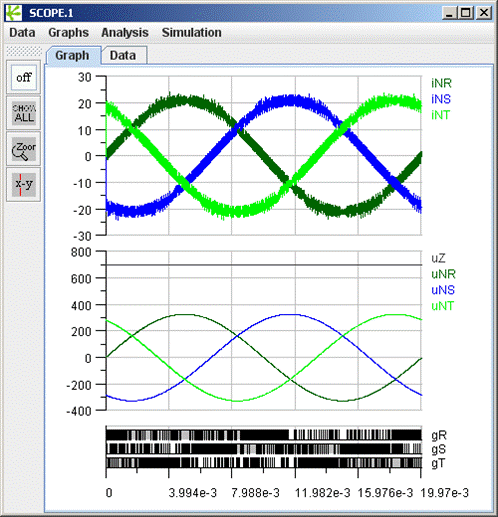 SCOPE.1
Data Graphs Analysis Simulation
Graph Data
off
SHOW
ALL
Zoom
x-y
30
20
10
0
-10
-20
-30
iNR
iNS
iNT
800
600
400
200
0
-200
-400
uZ
uNR
uNS
uNT
gR
gS
gT
0 3.994e-3 7.988e-3 11.982e-3 15.976e-3 19.97e-3